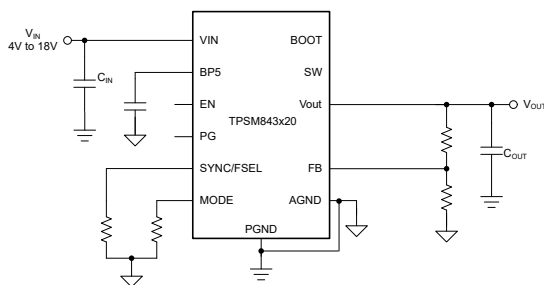 VIN
4V to 18V
CIN
VIN
BP5
EN
PG
SYNC/FSEL
MODE
BOOT
SW
Vout
TPSM843x20
FB
AGND
PGND
VOUT
COUT